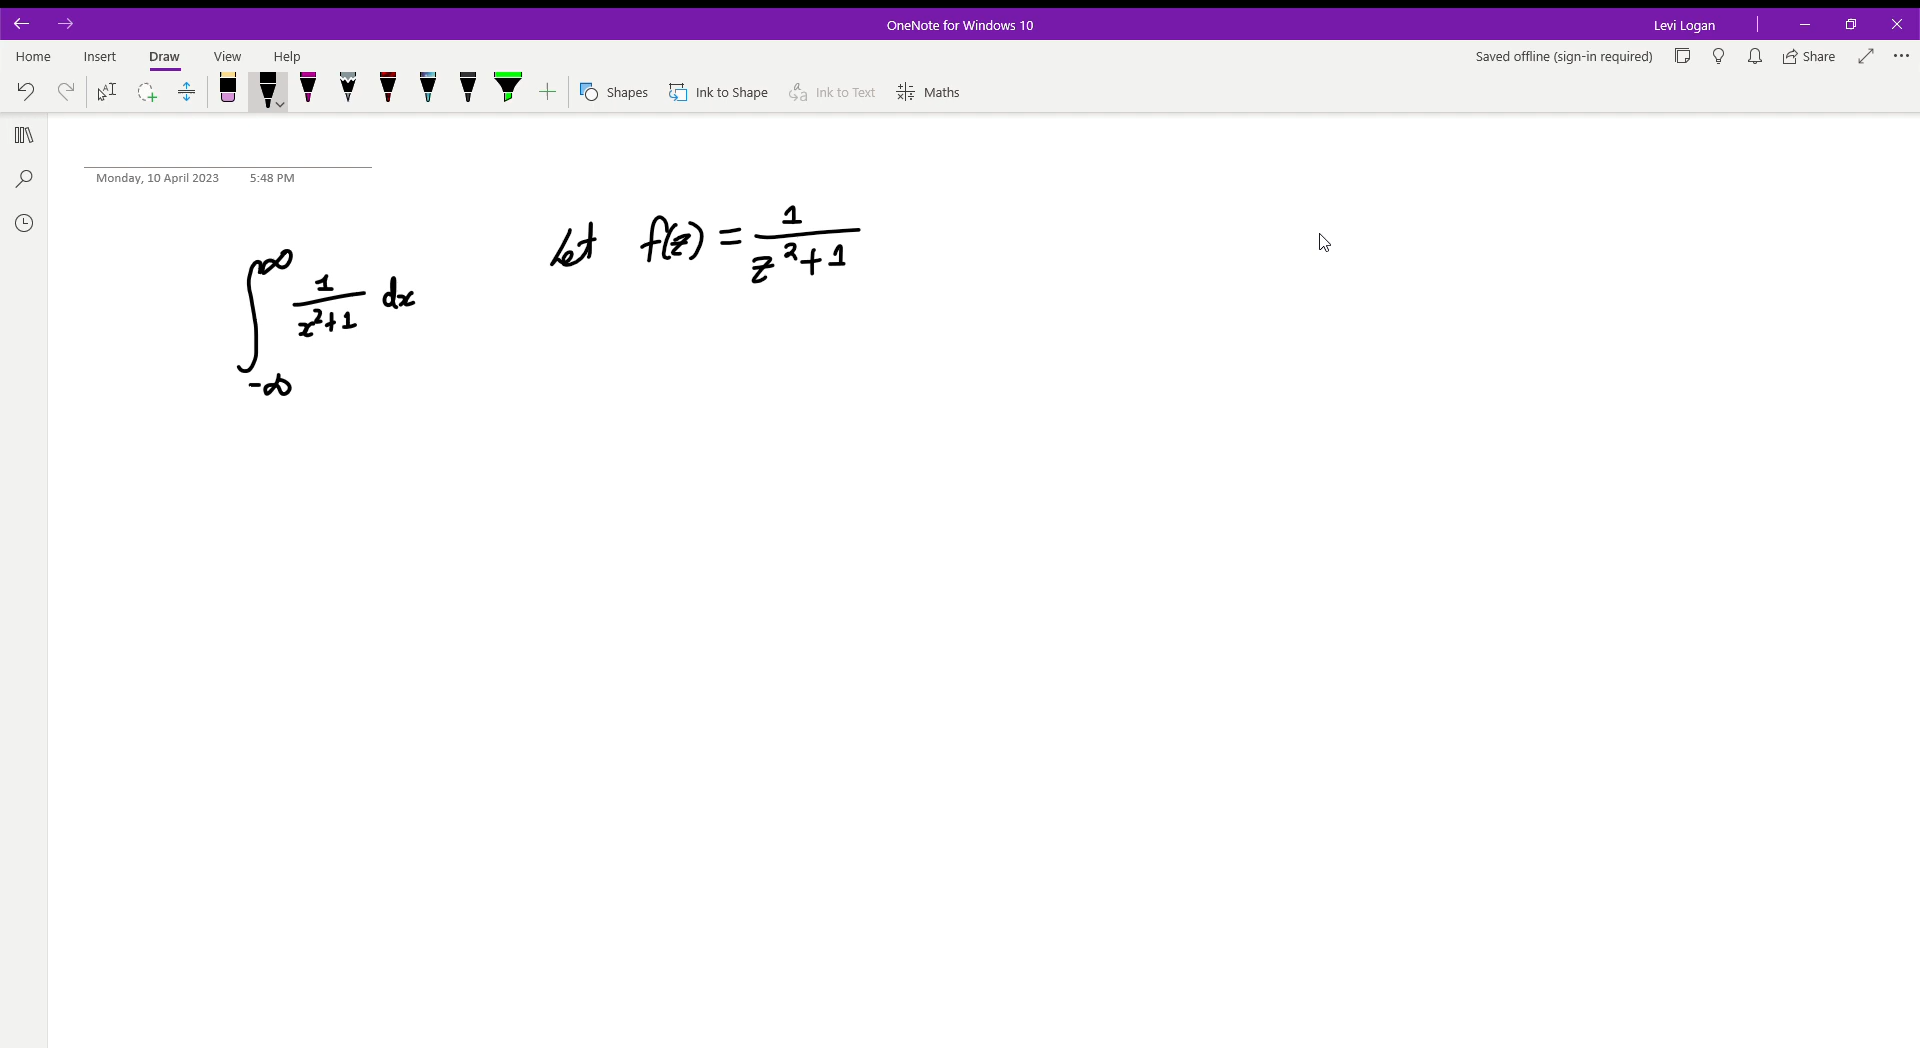 OneNote for Windows 10
Levi Logan
Home Insert Draw View Help
Saved offline (sign-in required)
Share
Shapes
Ink to Shape
Ink to Text
Maths
Monday, 10 April 2023 5:48 PM
∫_{-∞}^{∞} 1/(x²+1) dx
Let f(z) = 1/(z²+1)